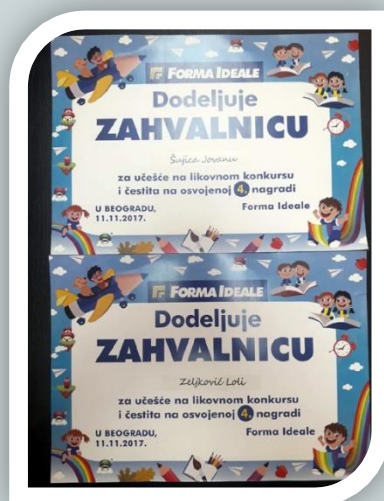 FORMA IDEALE
Dodeljuje
ZAHVALNICU
Šujica Jovanu
za učešće na likovnom konkursu
i čestita na osvojenoj 4. nagradi
U BEOGRADU, Forma Ideale
11.11.2017.
FORMA IDEALE
Dodeljuje
ZAHVALNICU
Zeljković Loli
za učešće na likovnom konkursu
i čestita na osvojenoj 4. nagradi
U BEOGRADU, Forma Ideale
11.11.2017.